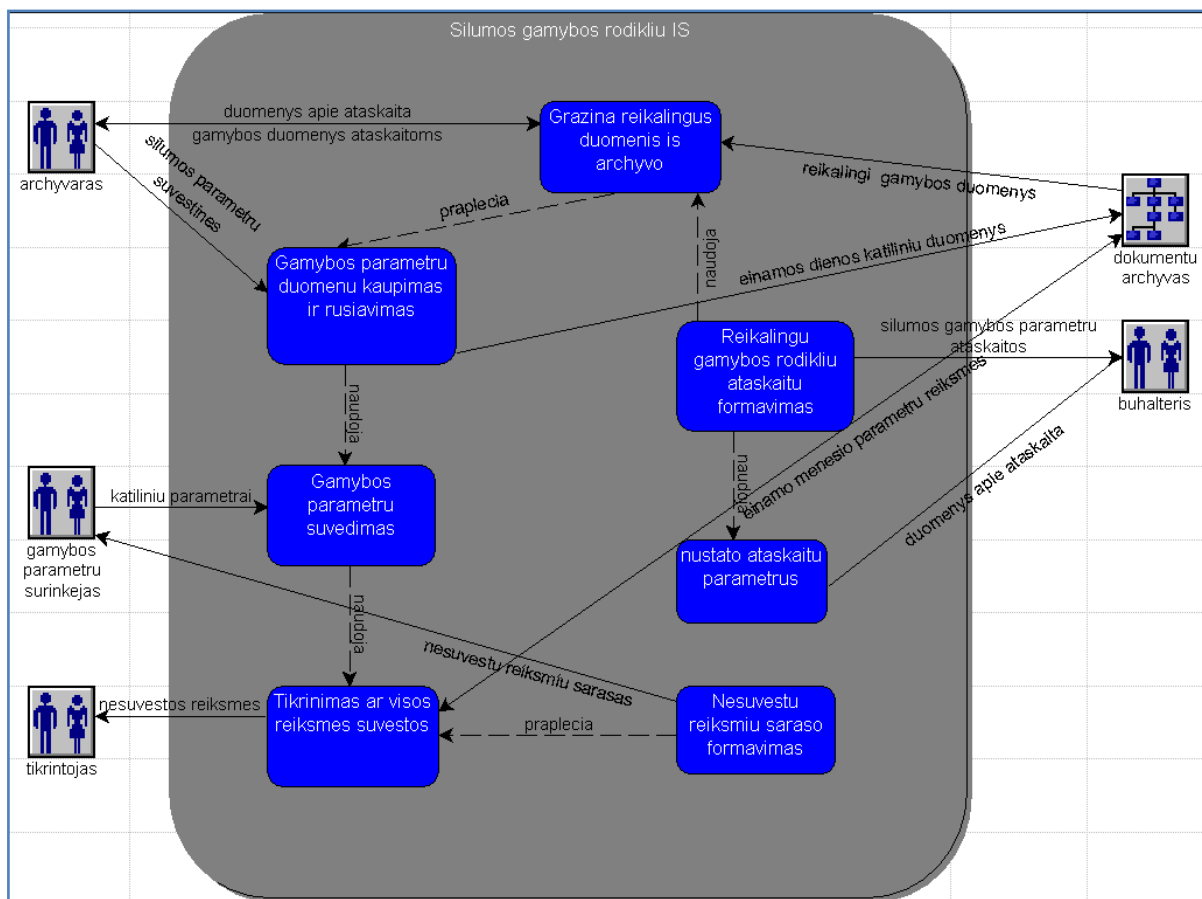 Silumos gamybos rodikliu IS
duomenys apie ataskaita
gamybos duomenys ataskaitoms
Grazina reikalingus
duomenis is
archyvo
archyvaras
silumos parametru
suvestines
reikalingi gamybos duomenys
praplecia
naudoja
einamos dienos katiliniu duomenys
dokumentu
archyvas
Gamybos parametru
duomenu kaupimas
ir rusiavimas
Reikalingu
gamybos rodikliu
ataskaitu
formavimas
silumos gamybos parametru
ataskaitos
buhalteris
naudoja
naudoja
einamo menesio parametru reiksmes
duomenys apie ataskaita
katiliniu parametrai
Gamybos
parametru
suvedimas
gamybos
parametru
surinkejas
nustato ataskaitu
parametrus
naudoja
nesuvestu reiksmiu sarasas
nesuvestos reiksmes
Tikrinimas ar visos
reiksmes suvestos
praplecia
Nesuvestu
reiksmiu saraso
formavimas
tikrintojas